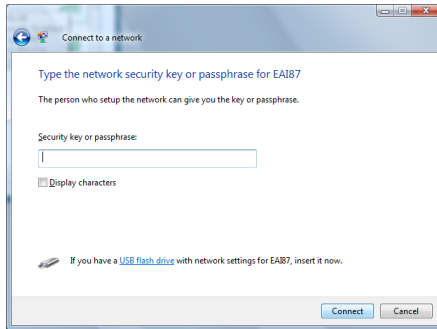 Connect to a network
Type the network security key or passphrase for EAI87
The person who setup the network can give you the key or passphrase.
Security key or passphrase:
Display characters
If you have a USB flash drive with network settings for EAI87, insert it now.
Connect Cancel